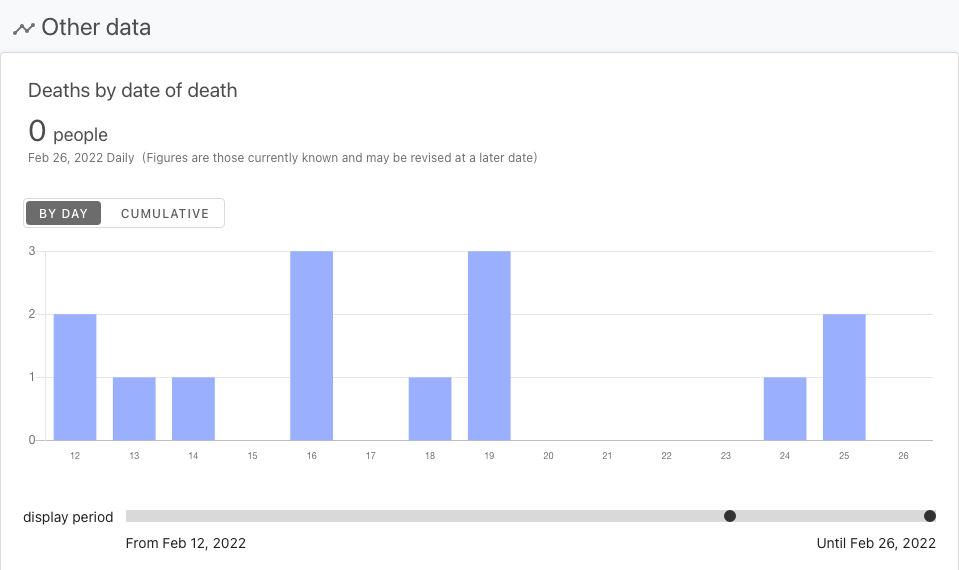 Other data
Deaths by date of death
0 people
Feb 26, 2022 Daily (Figures are those currently known and may be revised at a later date)
BY DAY CUMULATIVE
3
2
1
0
12 13 14 15 16 17 18 19 20 21 22 23 24 25 26
display period
From Feb 12, 2022 Until Feb 26, 2022